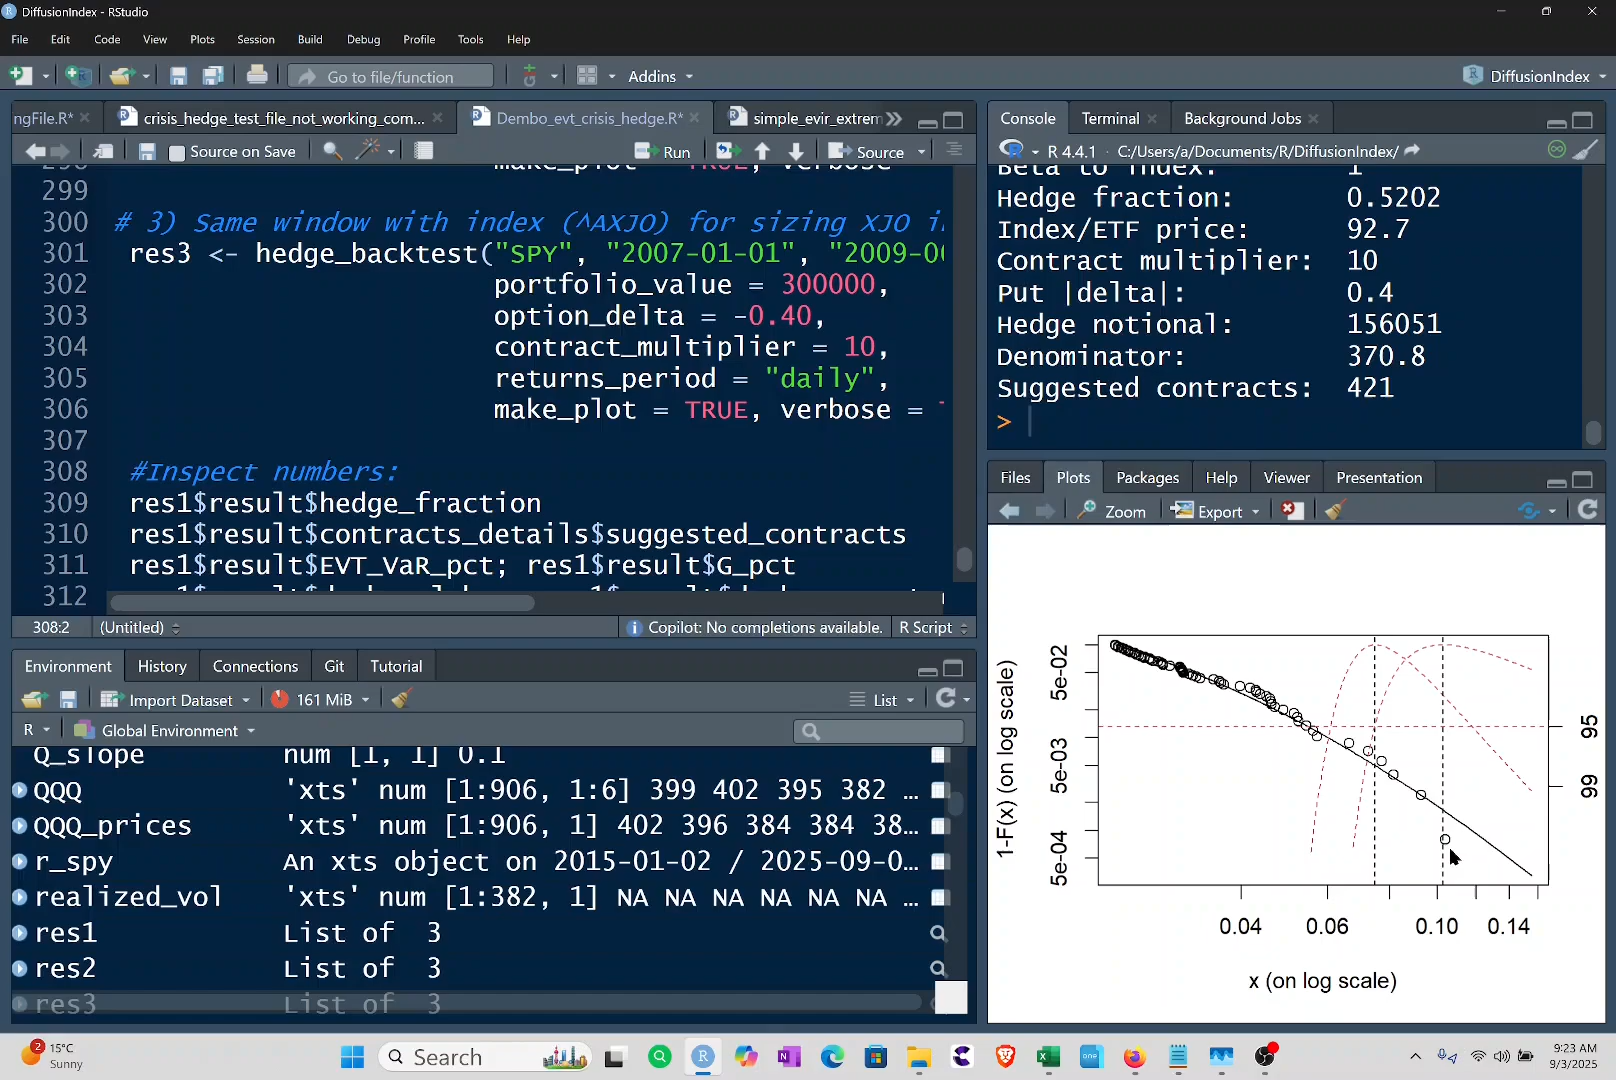 DiffusionIndex - RStudio
File Edit Code View Plots Session Build Debug Profile Tools Help
Go to file/function Addins DiffusionIndex
ngFile.R* crisis_hedge_test_file_not_working_com... Dembo_evt_crisis_hedge.R* simple_evir_extrem
Source on Save Run Source
299
300 # 3) Same window with index (^AXJO) for sizing XJO i
301 res3 <- hedge_backtest("SPY", "2007-01-01", "2009-0
302 portfolio_value = 300000,
303 option_delta = -0.40,
304 contract_multiplier = 10,
305 returns_period = "daily",
306 make_plot = TRUE, verbose =
307
308 #Inspect numbers:
309 res1$result$hedge_fraction
310 res1$result$contracts_details$suggested_contracts
311 res1$result$EVT_VaR_pct; res1$result$G_pct
312
308:2 (Untitled) Copilot: No completions available. R Script
Console Terminal Background Jobs
R 4.4.1 · C:/Users/a/Documents/R/DiffusionIndex/
Beta to index: 1
Hedge fraction: 0.5202
Index/ETF price: 92.7
Contract multiplier: 10
Put |delta|: 0.4
Hedge notional: 156051
Denominator: 370.8
Suggested contracts: 421
>
Environment History Connections Git Tutorial
Import Dataset 161 MiB List
R Global Environment
Q_slope num [1, 1] 0.1
QQQ 'xts' num [1:906, 1:6] 399 402 395 382 ...
QQQ_prices 'xts' num [1:906, 1] 402 396 384 384 38...
r_spy An xts object on 2015-01-02 / 2025-09-0...
realized_vol 'xts' num [1:382, 1] NA NA NA NA NA ...
res1 List of 3
res2 List of 3
res3 List of 3
Files Plots Packages Help Viewer Presentation
Zoom Export
1-F(x) (on log scale)
5e-02
5e-03
5e-04
95
99
0.04 0.06 0.10 0.14
x (on log scale)
2
15°C
Sunny
Search
9:23 AM
9/3/2025